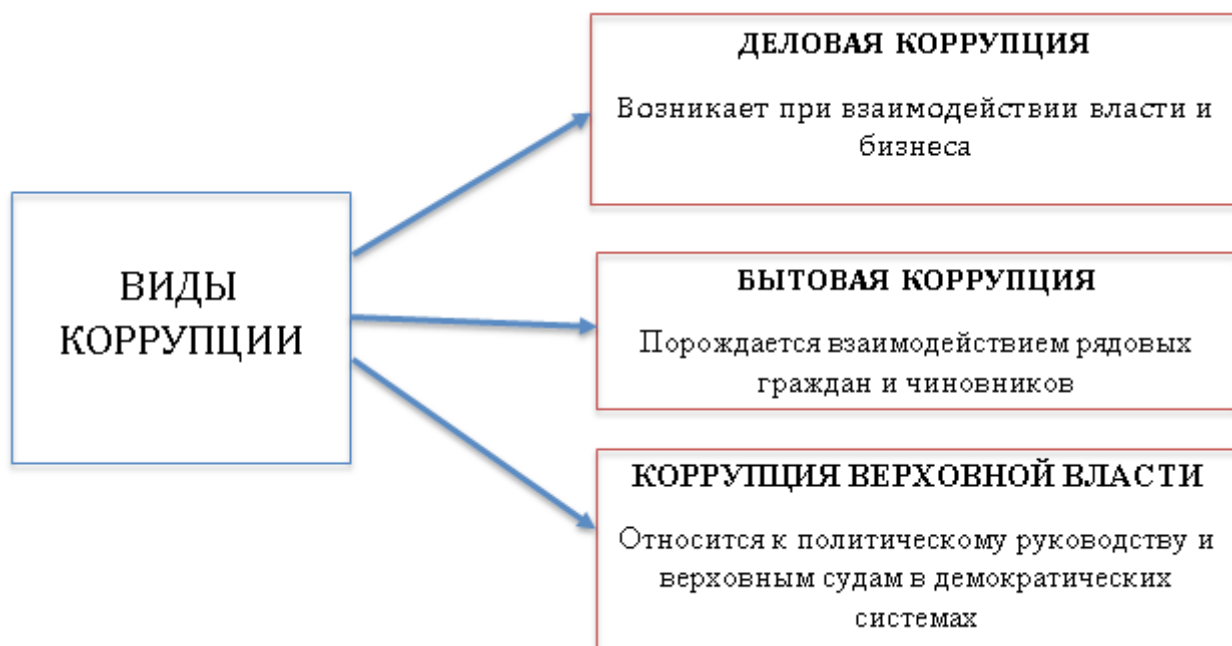 ВИДЫ
КОРРУПЦИИ
ДЕЛОВАЯ КОРРУПЦИЯ
Возникает при взаимодействии власти и
бизнеса
БЫТОВАЯ КОРРУПЦИЯ
Порождается взаимодействием рядовых
граждан и чиновников
КОРРУПЦИЯ ВЕРХОВНОЙ ВЛАСТИ
Относится к политическому руководству и
верховным судам в демократических
системах